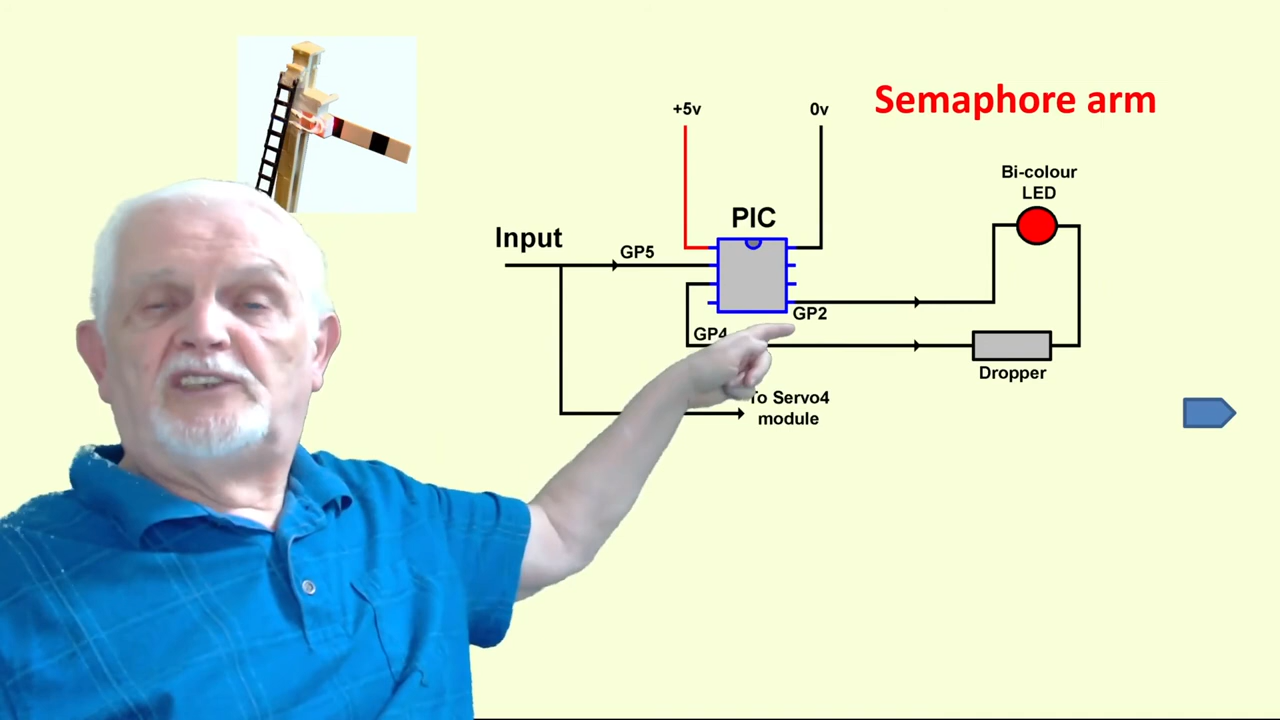 Semaphore arm
+5v
0v
Bi-colour
LED
PIC
Input
GP5
GP2
GP4
Dropper
To Servo4
module